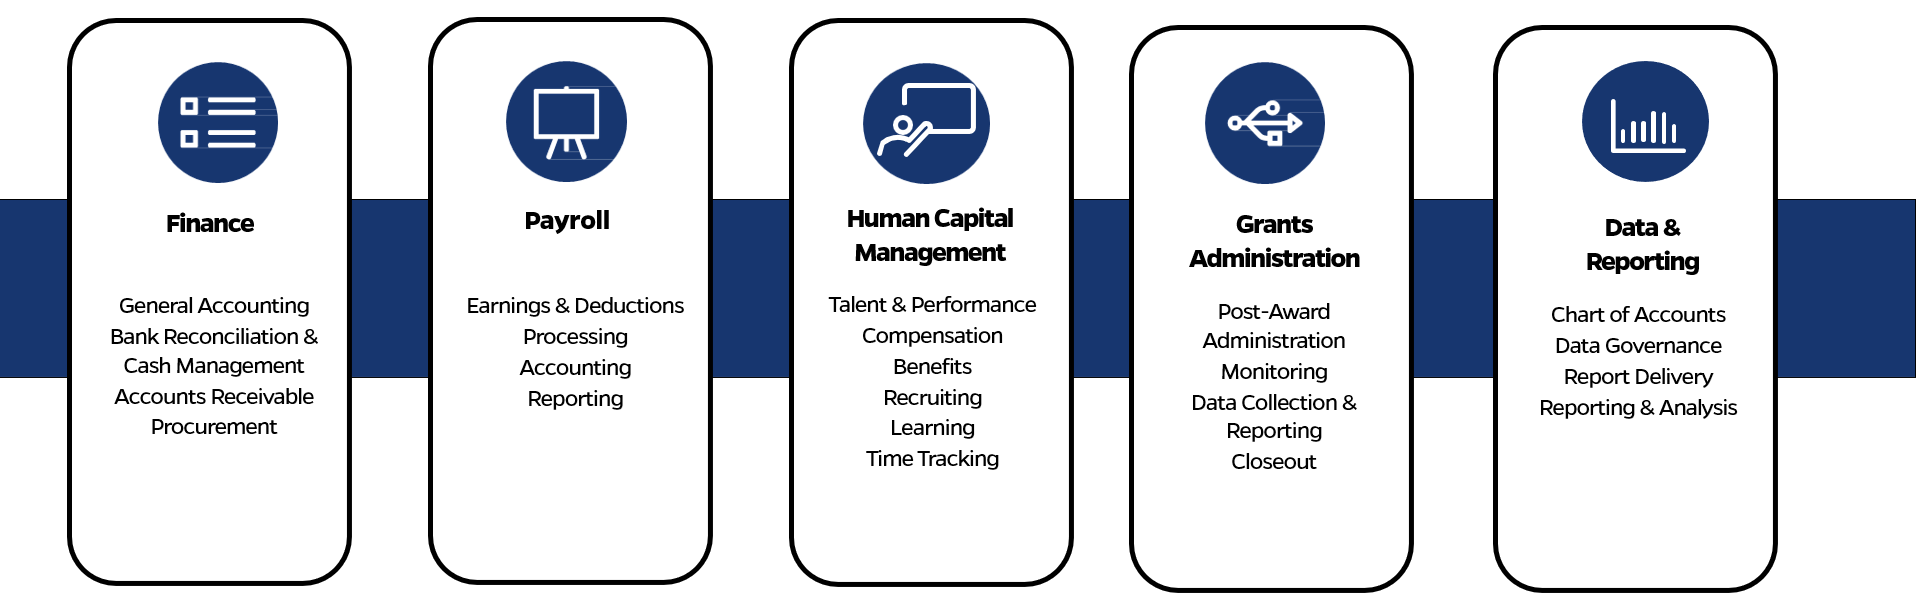 Finance
General Accounting
Bank Reconciliation &
Cash Management
Accounts Receivable
Procurement
Payroll
Earnings & Deductions
Processing
Accounting
Reporting
Human Capital
Management
Talent & Performance
Compensation
Benefits
Recruiting
Learning
Time Tracking
Grants
Administration
Post-Award
Administration
Monitoring
Data Collection &
Reporting
Closeout
Data &
Reporting
Chart of Accounts
Data Governance
Report Delivery
Reporting & Analysis